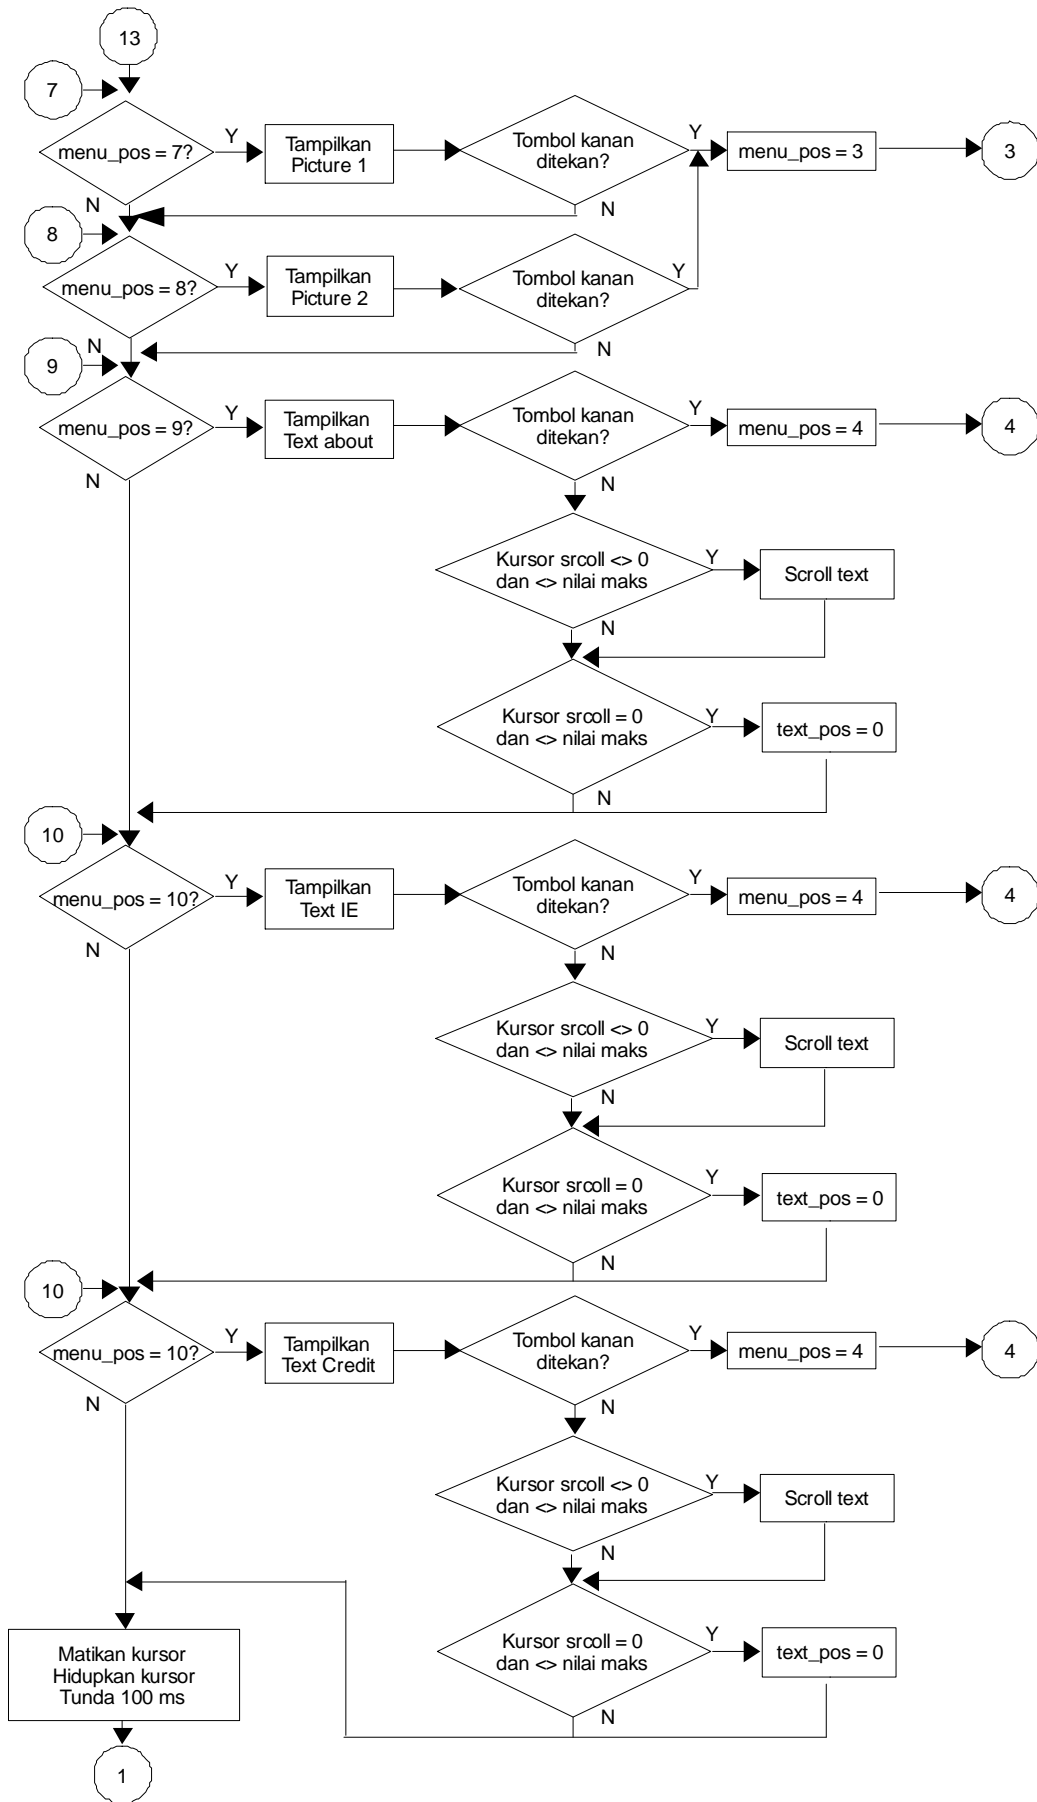 13
7
menu_pos = 7?
Y
Tampilkan
Picture 1
Tombol kanan
ditekan?
Y
menu_pos = 3
3
N
N
8
menu_pos = 8?
Y
Tampilkan
Picture 2
Tombol kanan
ditekan?
Y
N
N
9
menu_pos = 9?
Y
Tampilkan
Text about
Tombol kanan
ditekan?
Y
menu_pos = 4
4
N
N
Kursor srcoll <> 0
dan <> nilai maks
Y
Scroll text
N
Kursor srcoll = 0
dan <> nilai maks
Y
text_pos = 0
N
10
menu_pos = 10?
Y
Tampilkan
Text IE
Tombol kanan
ditekan?
Y
menu_pos = 4
4
N
N
Kursor srcoll <> 0
dan <> nilai maks
Y
Scroll text
N
Kursor srcoll = 0
dan <> nilai maks
Y
text_pos = 0
N
10
menu_pos = 10?
Y
Tampilkan
Text Credit
Tombol kanan
ditekan?
Y
menu_pos = 4
4
N
N
Kursor srcoll <> 0
dan <> nilai maks
Y
Scroll text
N
Kursor srcoll = 0
dan <> nilai maks
Y
text_pos = 0
N
Matikan kursor
Hidupkan kursor
Tunda 100 ms
1